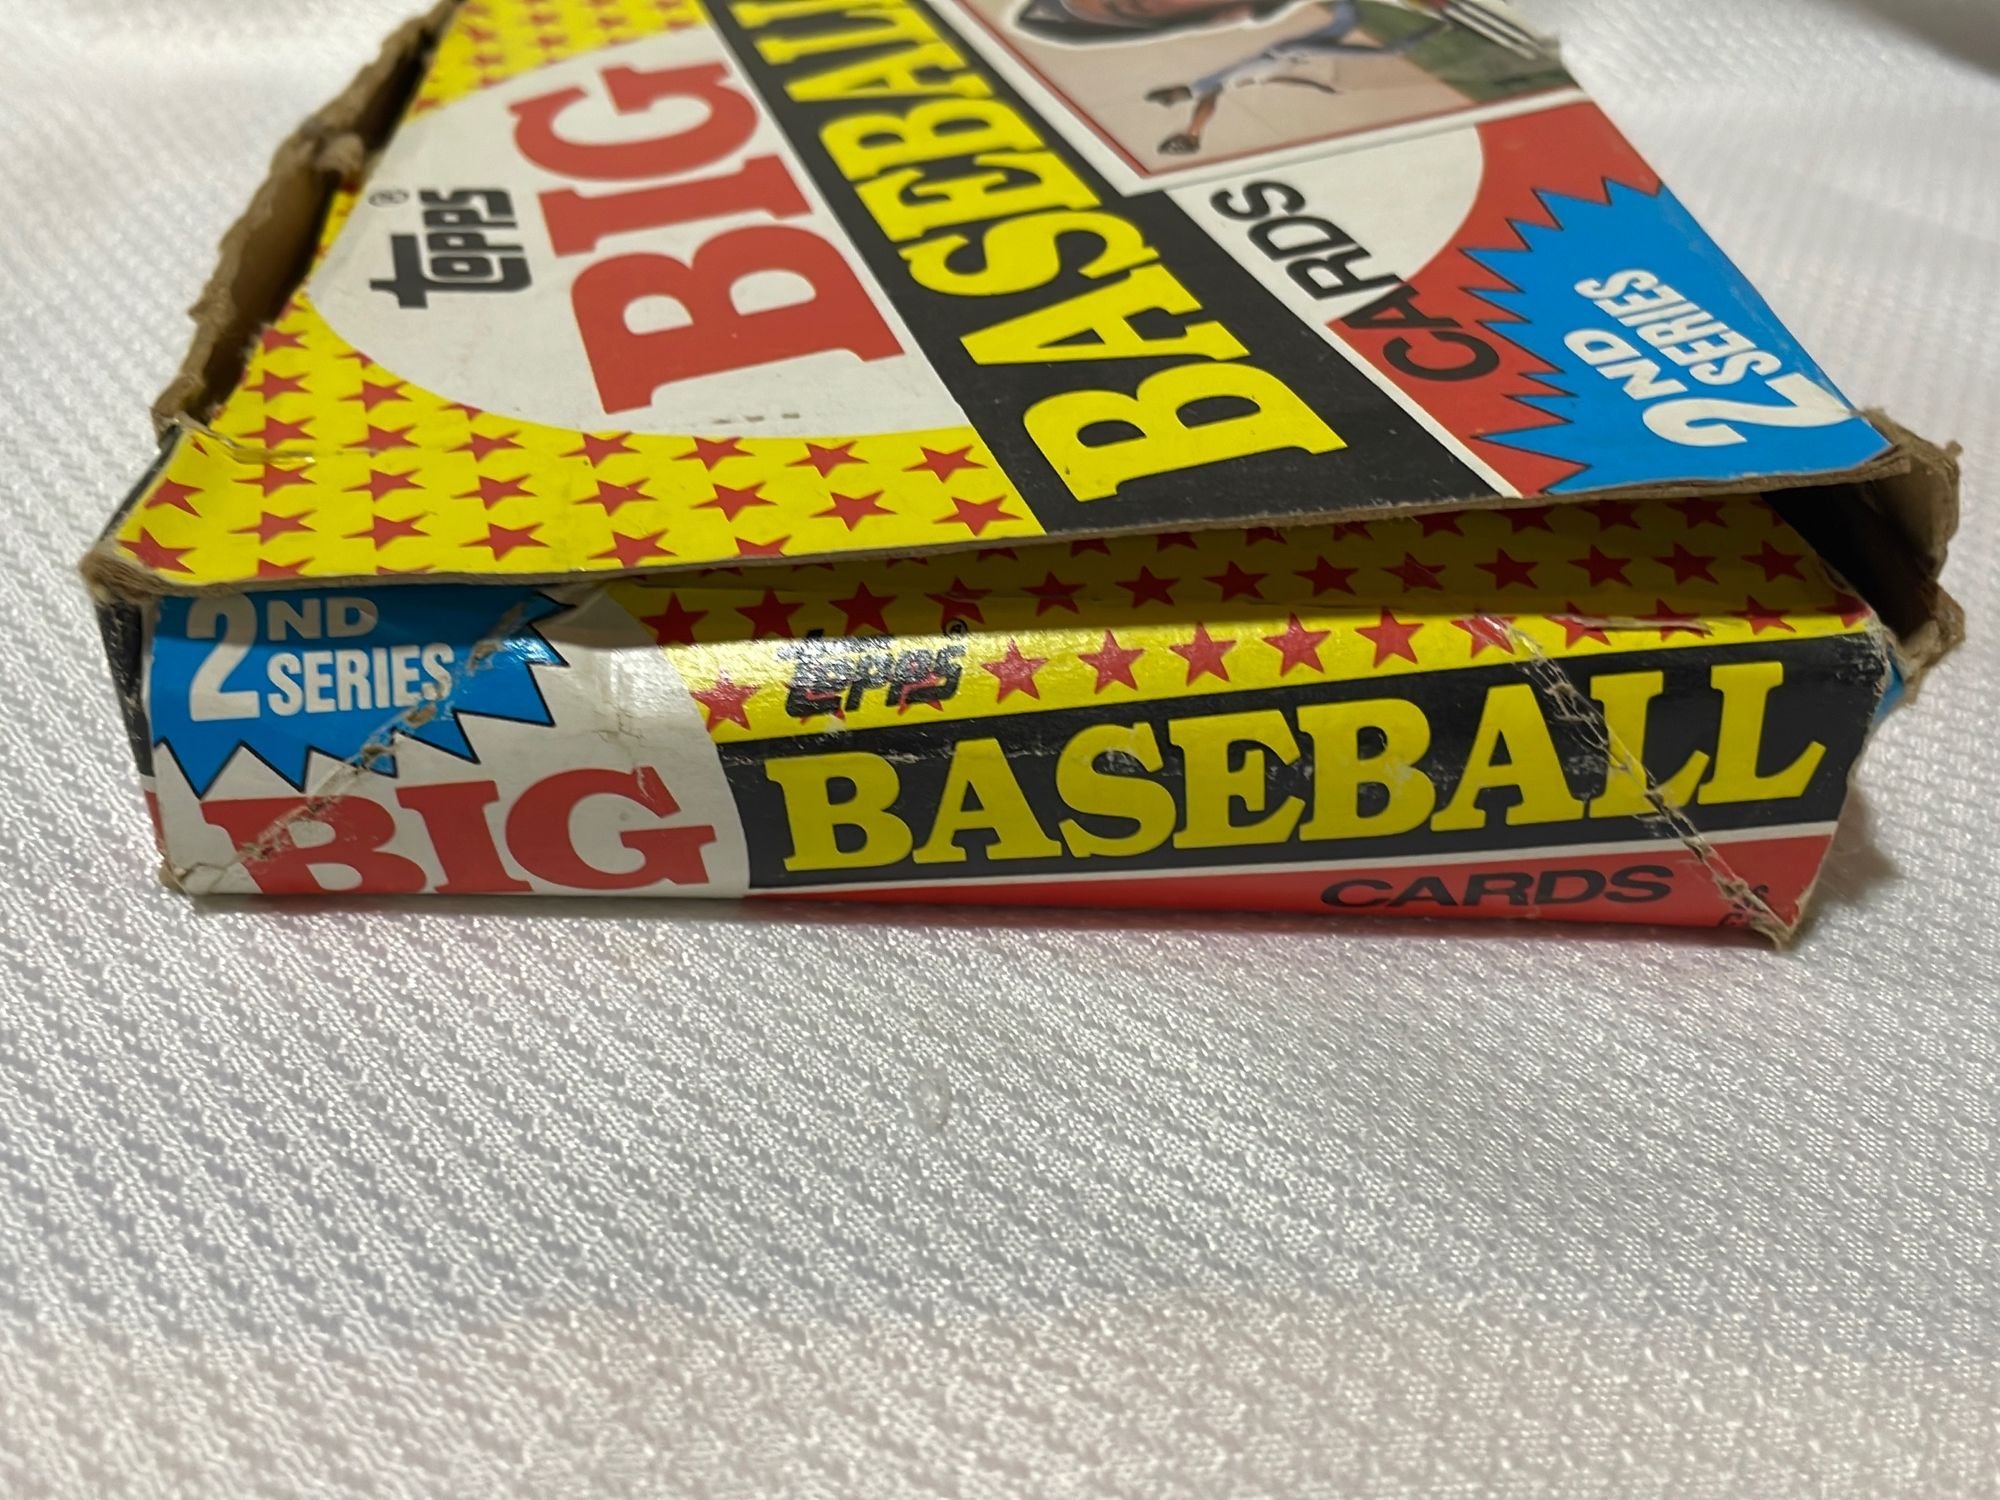 topps®
BIG
BASEBALL
CARDS
2ND
SERIES
2ND
SERIES
topps®
BIG BASEBALL
CARDS